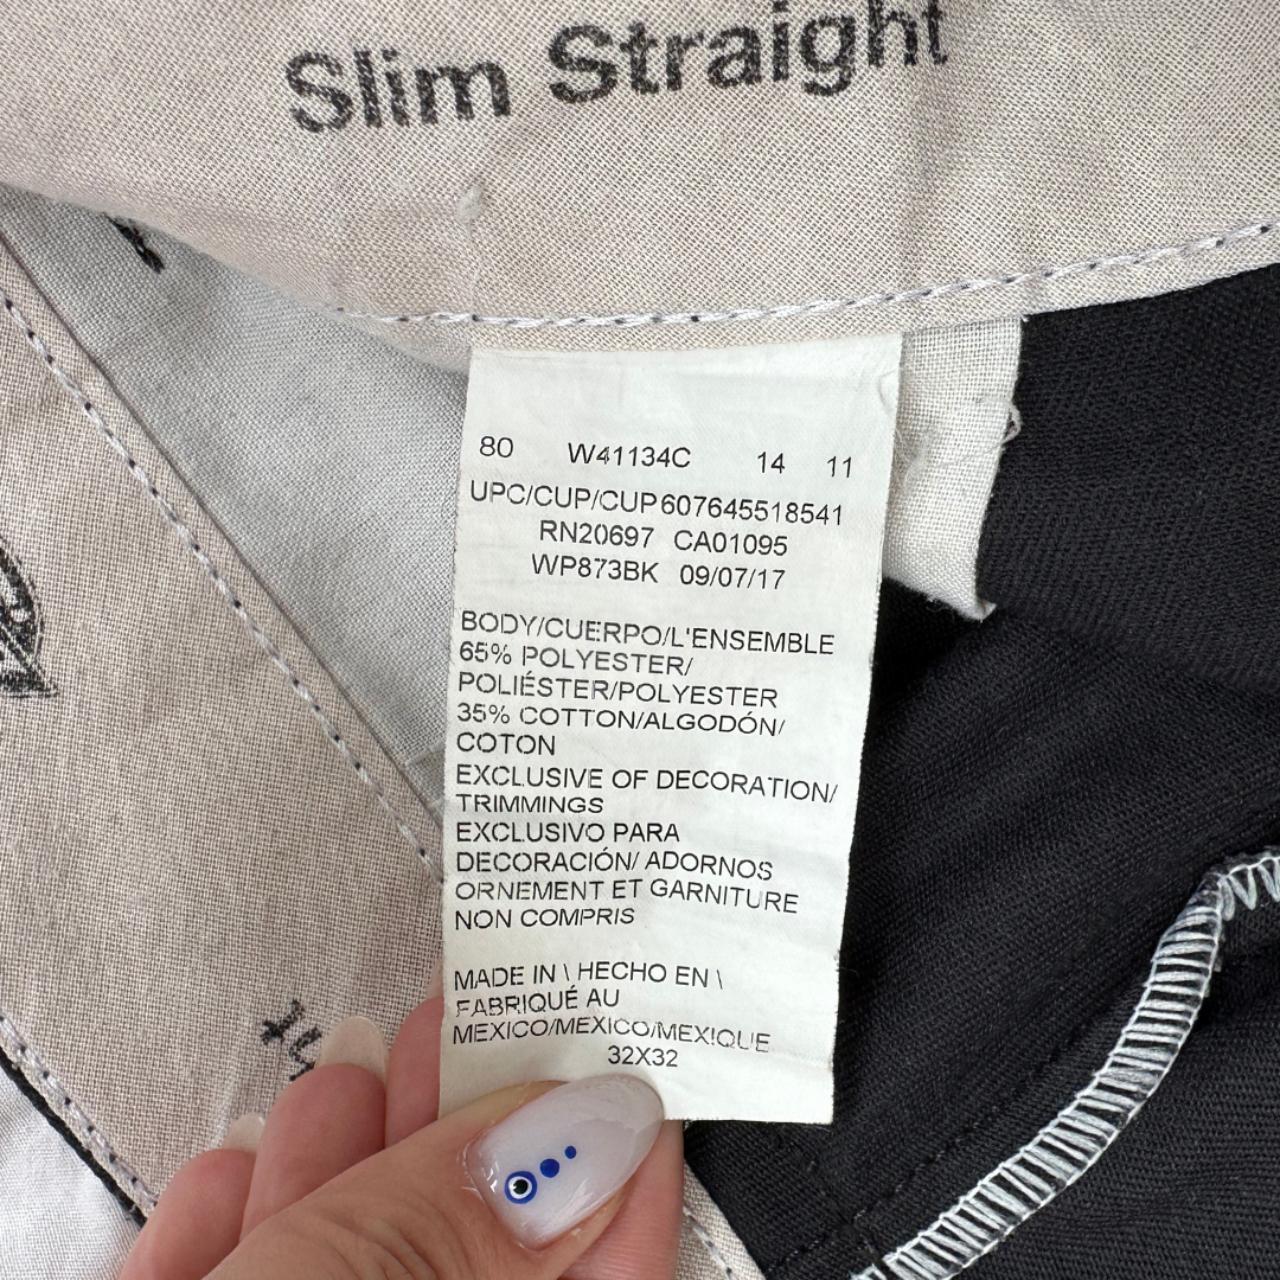 Slim Straight
80 W41134C 14 11
UPC/CUP/CUP607645518541
RN20697 CA01095
WP873BK 09/07/17
BODY/CUERPO/L'ENSEMBLE
65% POLYESTER/
POLIÉSTER/POLYESTER
35% COTTON/ALGODÓN/
COTON
EXCLUSIVE OF DECORATION/
TRIMMINGS
EXCLUSIVO PARA
DECORACIÓN/ ADORNOS
ORNEMENT ET GARNITURE
NON COMPRIS
MADE IN \ HECHO EN \
FABRIQUÉ AU
MEXICO/MEXICO/MEXIQUE
32X32